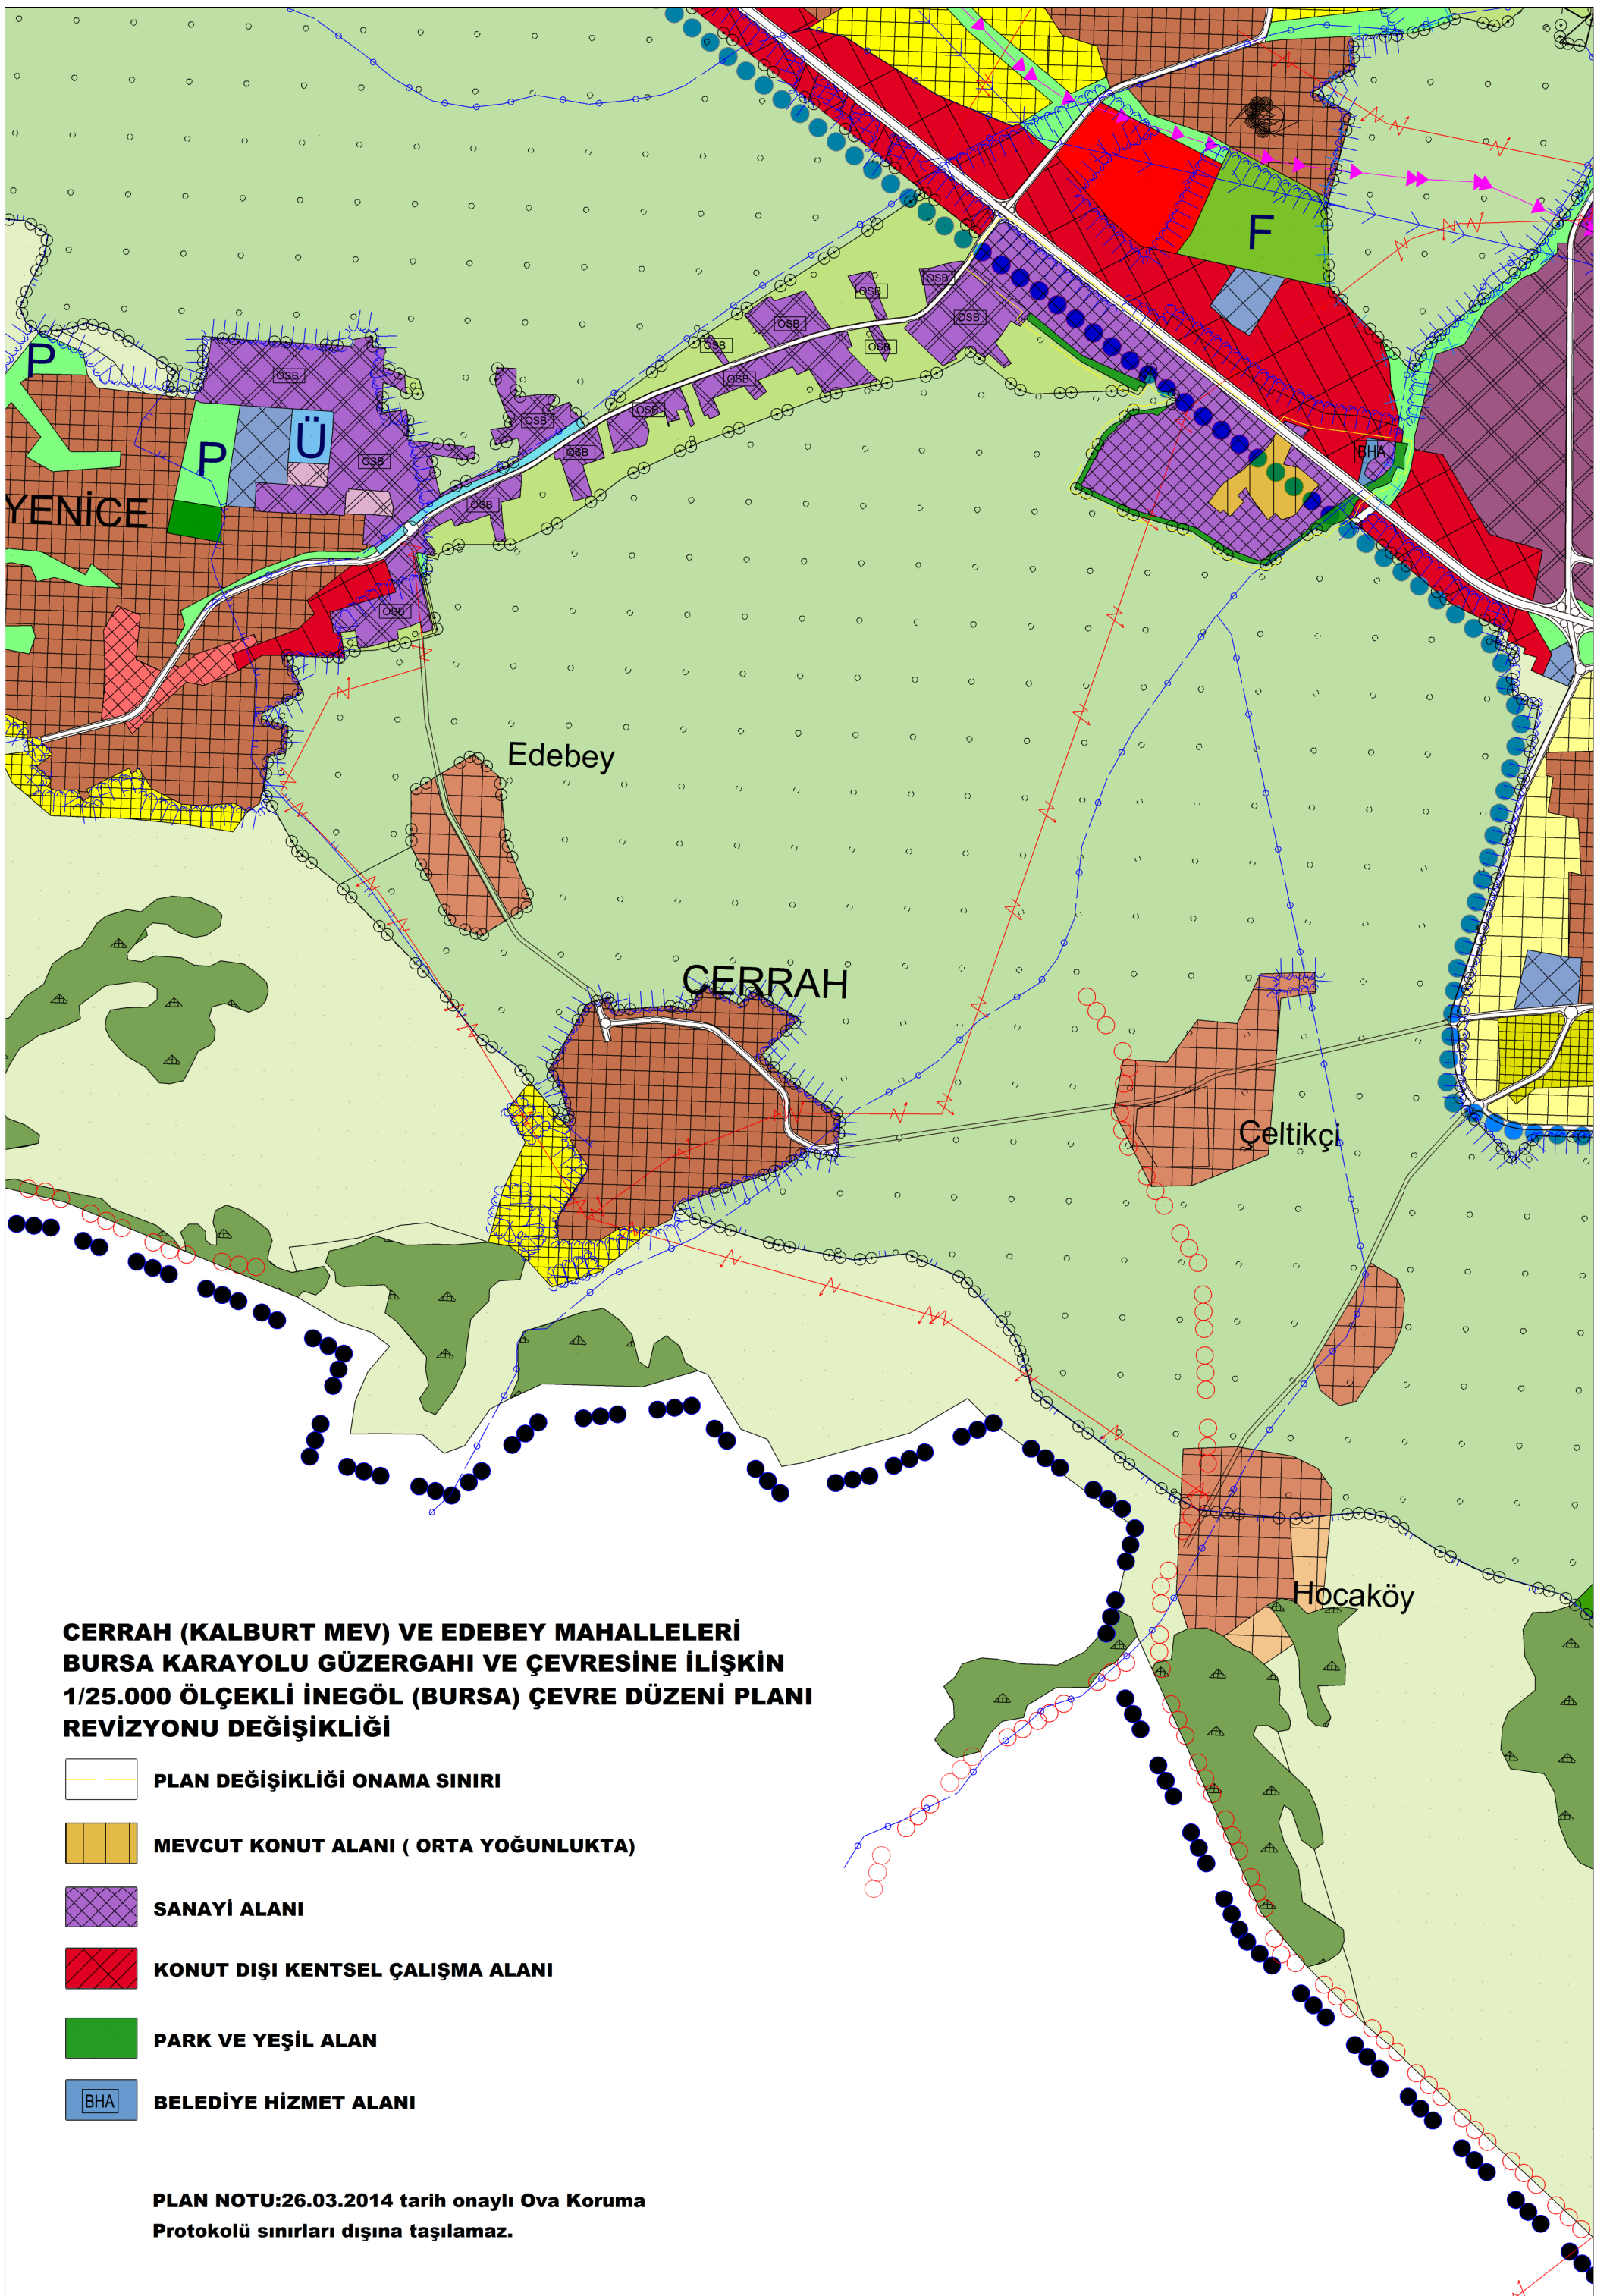 F
OSB
OSB
OSB
OSB
OSB
P
OSB
OSB
OSB
OSB
OSB
Ü
OSB
P
OSB
OSB
BHA
OSB
YENİCE
OSB
Edebey
CERRAH
Çeltikçi
Hocaköy
CERRAH (KALBURT MEV) VE EDEBEY MAHALLELERİ
BURSA KARAYOLU GÜZERGAHI VE ÇEVRESİNE İLİŞKİN
1/25.000 ÖLÇEKLİ İNEGÖL (BURSA) ÇEVRE DÜZENİ PLANI
REVİZYONU DEĞİŞİKLİĞİ
PLAN DEĞİŞİKLİĞİ ONAMA SINIRI
MEVCUT KONUT ALANI ( ORTA YOĞUNLUKTA)
SANAYİ ALANI
KONUT DIŞI KENTSEL ÇALIŞMA ALANI
PARK VE YEŞİL ALAN
BHA BELEDİYE HİZMET ALANI
PLAN NOTU:26.03.2014 tarih onaylı Ova Koruma
Protokolü sınırları dışına taşılamaz.